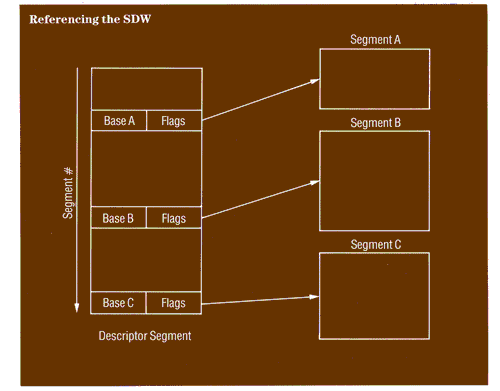 Referencing the SDW
Segment A
Base A Flags
Segment B
Segment #
Base B Flags
Segment C
Base C Flags
Descriptor Segment